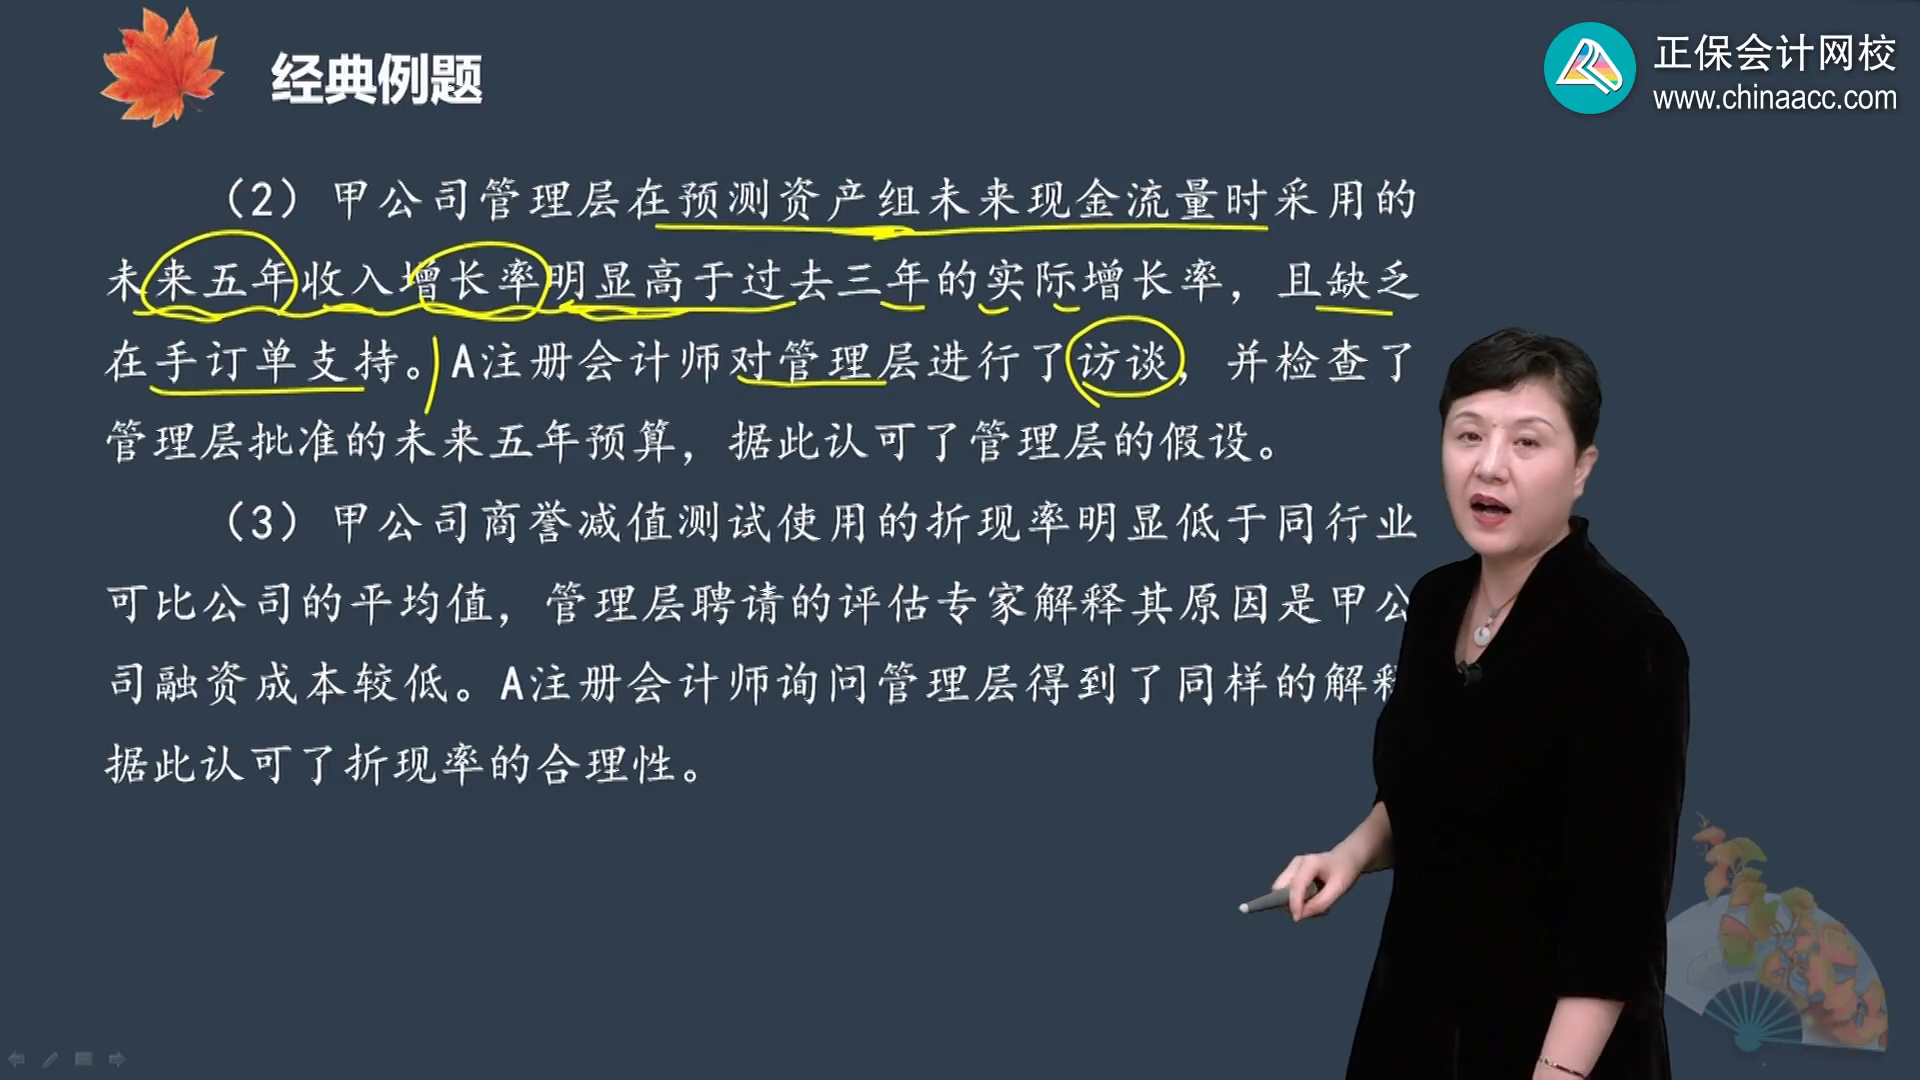 经典例题
正保会计网校
www.chinaacc.com
（2）甲公司管理层在预测资产组未来现金流量时采用的
未来五年收入增长率明显高于过去三年的实际增长率，且缺乏
在手订单支持。A注册会计师对管理层进行了访谈，并检查了
管理层批准的未来五年预算，据此认可了管理层的假设。
（3）甲公司商誉减值测试使用的折现率明显低于同行业
可比公司的平均值，管理层聘请的评估专家解释其原因是甲公
司融资成本较低。A注册会计师询问管理层得到了同样的解释
据此认可了折现率的合理性。